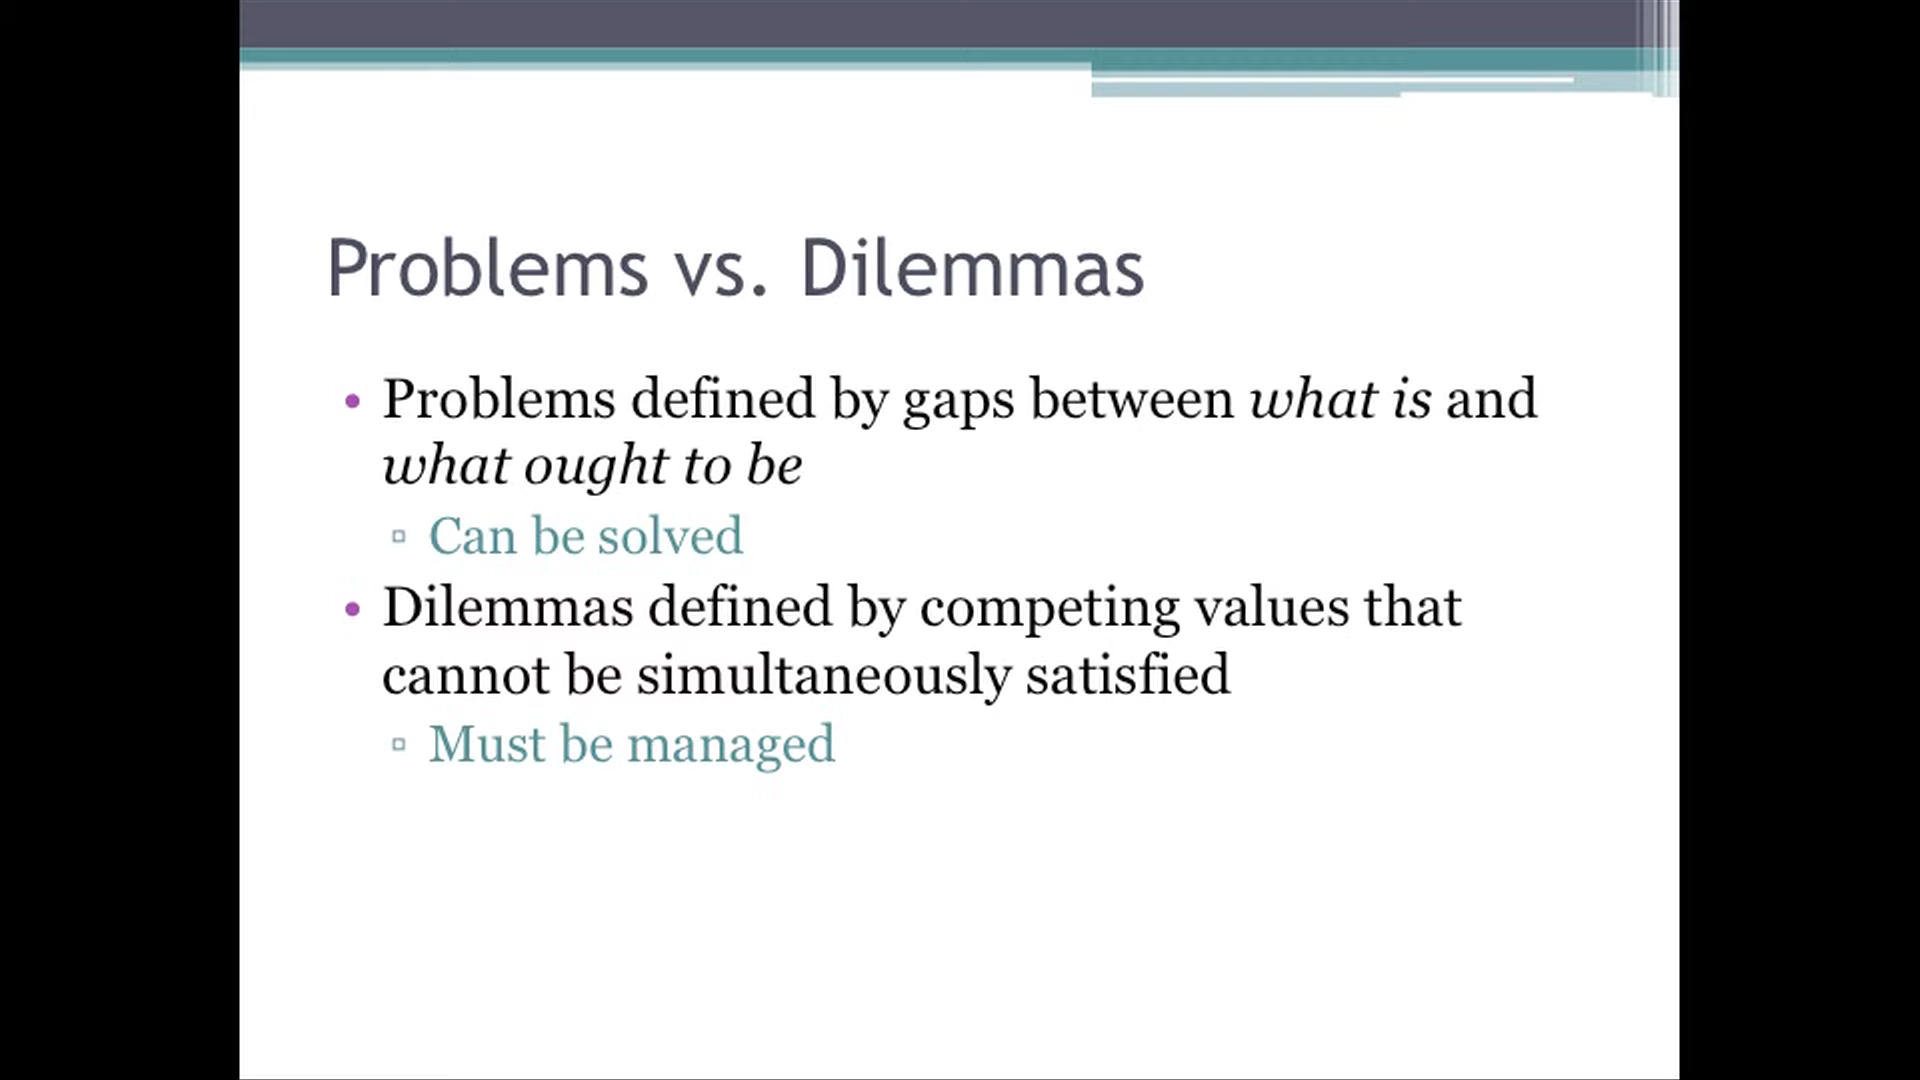 Problems vs. Dilemmas
• Problems defined by gaps between what is and
what ought to be
▫ Can be solved
• Dilemmas defined by competing values that
cannot be simultaneously satisfied
▫ Must be managed